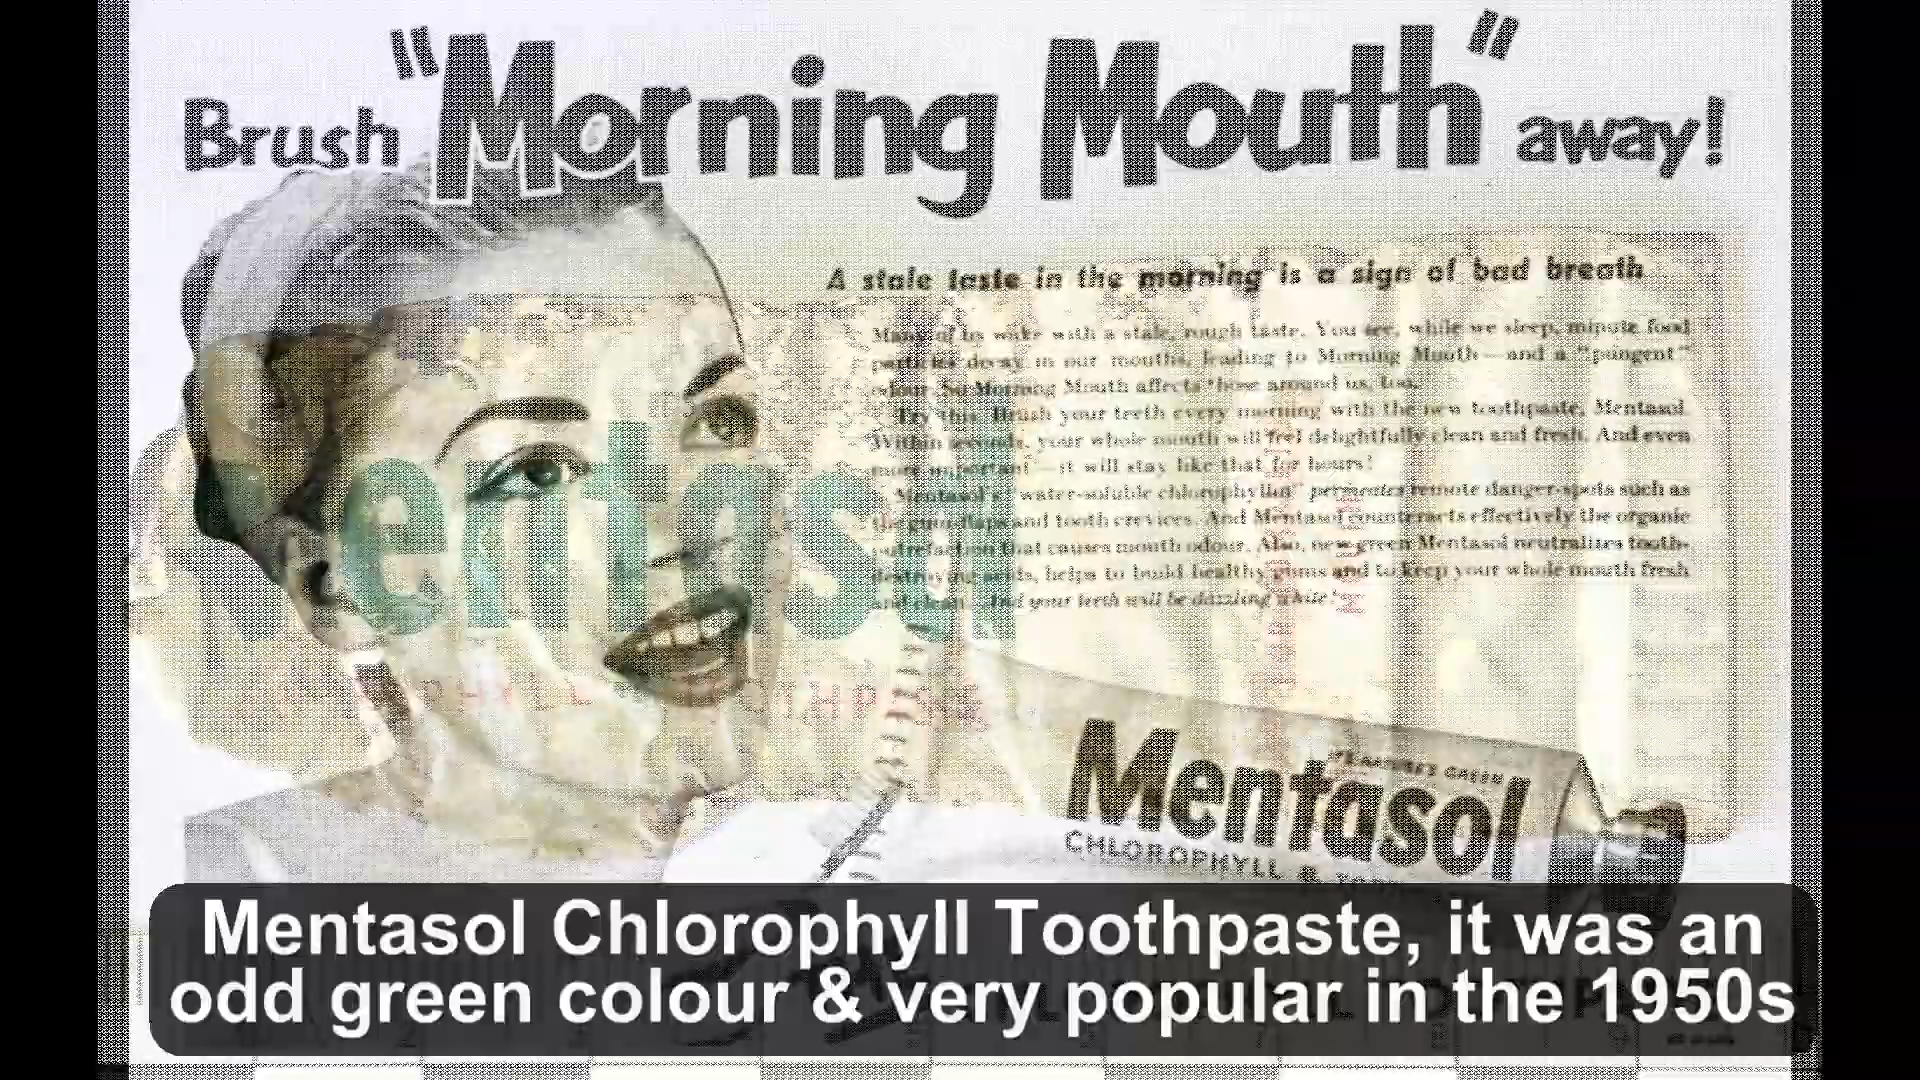 Brush "Morning Mouth" away!
A stale taste in the morning is a sign of bad breath
Many of us wake with a stale, rough taste. You see, while we sleep, minute food
particles decay in our mouths, leading to Morning Mouth—and a "pungent"
odour. So Morning Mouth affects those around us, too.
Try this. Brush your teeth every morning with the new toothpaste, Mentasol.
Within seconds, your whole mouth will feel delightfully clean and fresh. And even
more important—it will stay like that for hours!
Mentasol's "water-soluble chlorophyllin" permeates remote danger-spots such as
the gum-flaps and tooth crevices. And Mentasol counteracts effectively the organic
putrefaction that causes mouth odour. Also, new green Mentasol neutralizes tooth-
destroying acids, helps to build healthy gums and to keep your whole mouth fresh
and clean. And your teeth will be dazzling white!
Mentasol
NATURE'S GREEN
Mentasol
CHLOROPHYLL &
Mentasol Chlorophyll Toothpaste, it was an
odd green colour & very popular in the 1950s